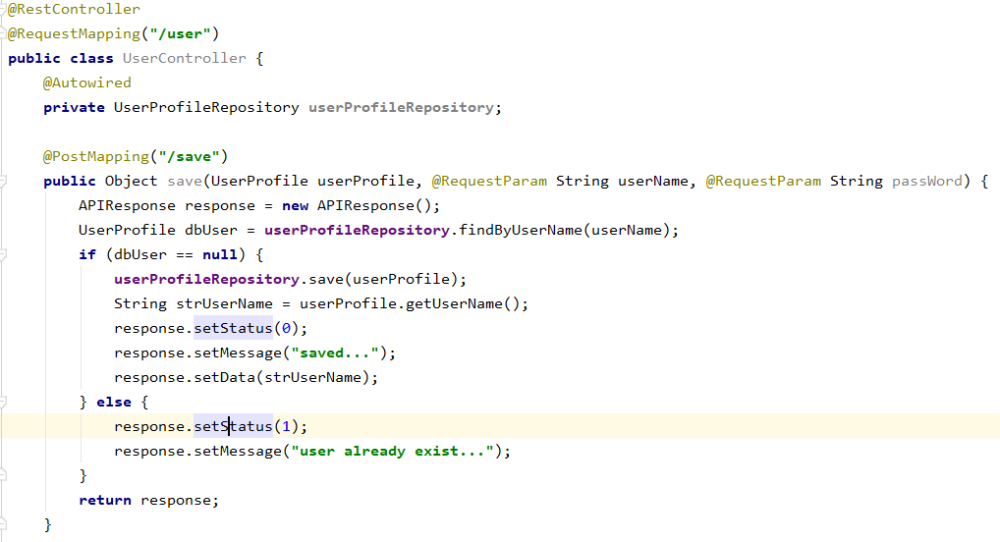 @RestController
@RequestMapping("/user")
public class UserController {
@Autowired
private UserProfileRepository userProfileRepository;
@PostMapping("/save")
public Object save(UserProfile userProfile, @RequestParam String userName, @RequestParam String passWord) {
APIResponse response = new APIResponse();
UserProfile dbUser = userProfileRepository.findByUserName(userName);
if (dbUser == null) {
userProfileRepository.save(userProfile);
String strUserName = userProfile.getUserName();
response.setStatus(0);
response.setMessage("saved...");
response.setData(strUserName);
} else {
response.setStatus(1);
response.setMessage("user already exist...");
}
return response;
}